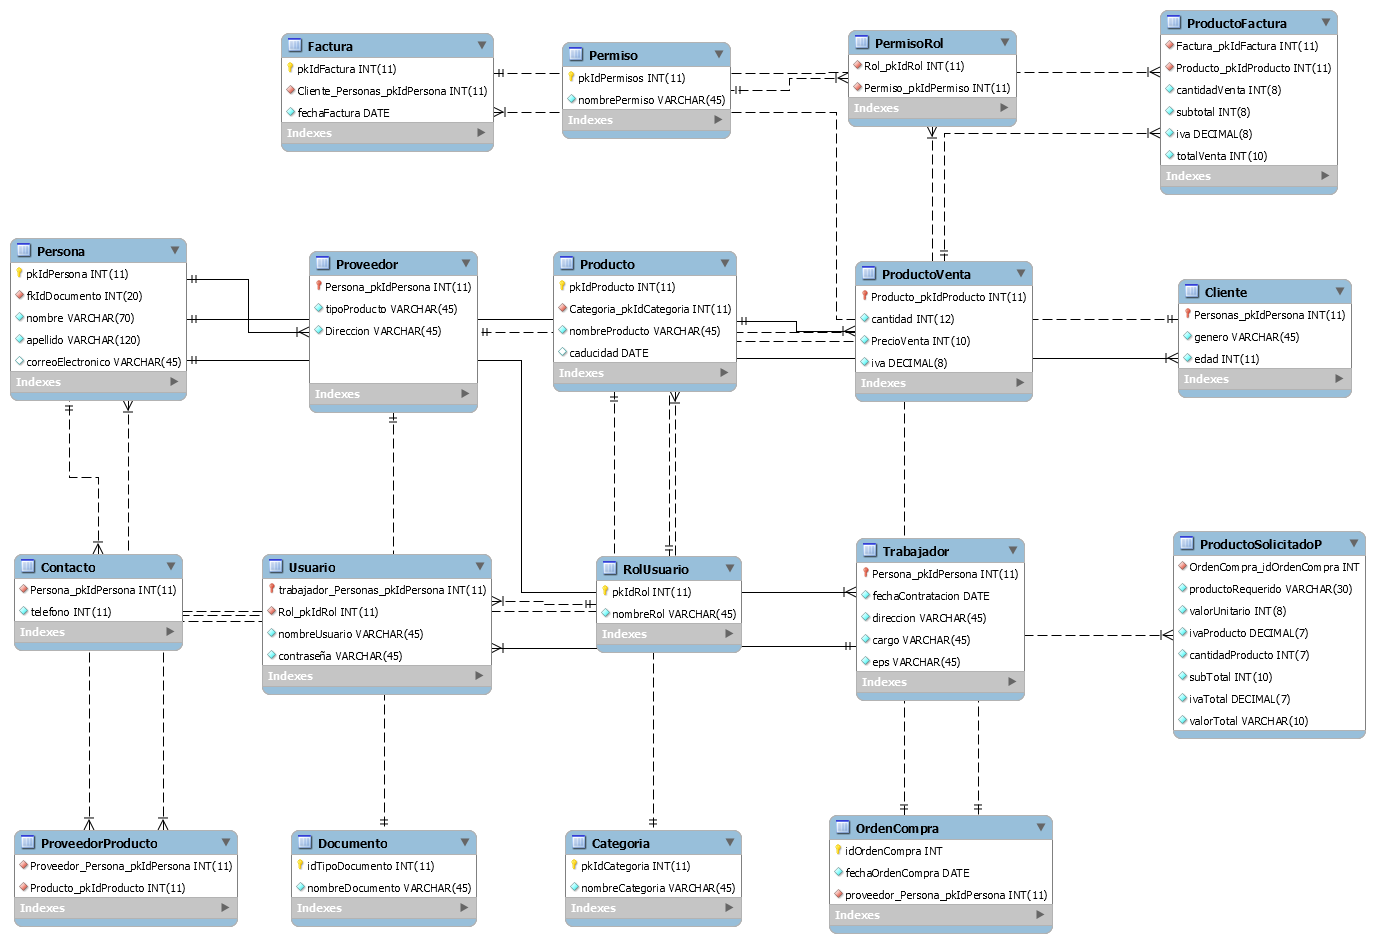 Factura
pkIdFactura INT(11)
Cliente_Personas_pkIdPersona INT(11)
fechaFactura DATE
Indexes
Permiso
pkIdPermisos INT(11)
nombrePermiso VARCHAR(45)
Indexes
PermisoRol
Rol_pkIdRol INT(11)
Permiso_pkIdPermiso INT(11)
Indexes
ProductoFactura
Factura_pkIdFactura INT(11)
Producto_pkIdProducto INT(11)
cantidadVenta INT(8)
subtotal INT(8)
iva DECIMAL(8)
totalVenta INT(10)
Indexes
Persona
pkIdPersona INT(11)
fkIdDocumento INT(20)
nombre VARCHAR(70)
apellido VARCHAR(120)
correoElectronico VARCHAR(45)
Indexes
Proveedor
Persona_pkIdPersona INT(11)
tipoProducto VARCHAR(45)
Direccion VARCHAR(45)
Indexes
Producto
pkIdProducto INT(11)
Categoria_pkIdCategoria INT(11)
nombreProducto VARCHAR(45)
caducidad DATE
Indexes
ProductoVenta
Producto_pkIdProducto INT(11)
cantidad INT(12)
PrecioVenta INT(10)
iva DECIMAL(8)
Indexes
Cliente
Personas_pkIdPersona INT(11)
genero VARCHAR(45)
edad INT(11)
Indexes
Contacto
Persona_pkIdPersona INT(11)
telefono INT(11)
Indexes
Usuario
trabajador_Personas_pkIdPersona INT(11)
Rol_pkIdRol INT(11)
nombreUsuario VARCHAR(45)
contraseña VARCHAR(45)
Indexes
RolUsuario
pkIdRol INT(11)
nombreRol VARCHAR(45)
Indexes
Trabajador
Persona_pkIdPersona INT(11)
fechaContratacion DATE
direccion VARCHAR(45)
cargo VARCHAR(45)
eps VARCHAR(45)
Indexes
ProductoSolicitadoP
OrdenCompra_idOrdenCompra INT
productoRequerido VARCHAR(30)
valorUnitario INT(8)
ivaProducto DECIMAL(7)
cantidadProducto INT(7)
subTotal INT(10)
ivaTotal DECIMAL(7)
valorTotal VARCHAR(10)
ProveedorProducto
Proveedor_Persona_pkIdPersona INT(11)
Producto_pkIdProducto INT(11)
Indexes
Documento
idTipoDocumento INT(11)
nombreDocumento VARCHAR(45)
Indexes
Categoria
pkIdCategoria INT(11)
nombreCategoria VARCHAR(45)
Indexes
OrdenCompra
idOrdenCompra INT
fechaOrdenCompra DATE
proveedor_Persona_pkIdPersona INT(11)
Indexes